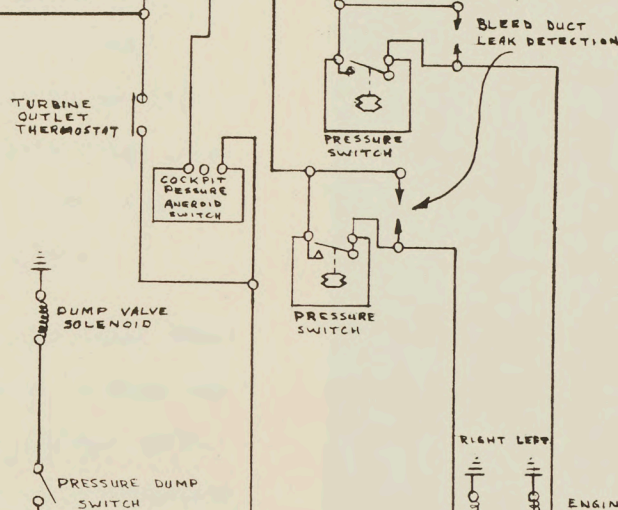 BLEED DUCT
LEAK DETECTION
TURBINE
OUTLET
THERMOSTAT
PRESSURE
SWITCH
COCKPIT
PESSURE
ANEROID
SWITCH
DUMP VALVE
SOLENOID
PRESSURE
SWITCH
RIGHT LEFT
PRESSURE DUMP
SWITCH